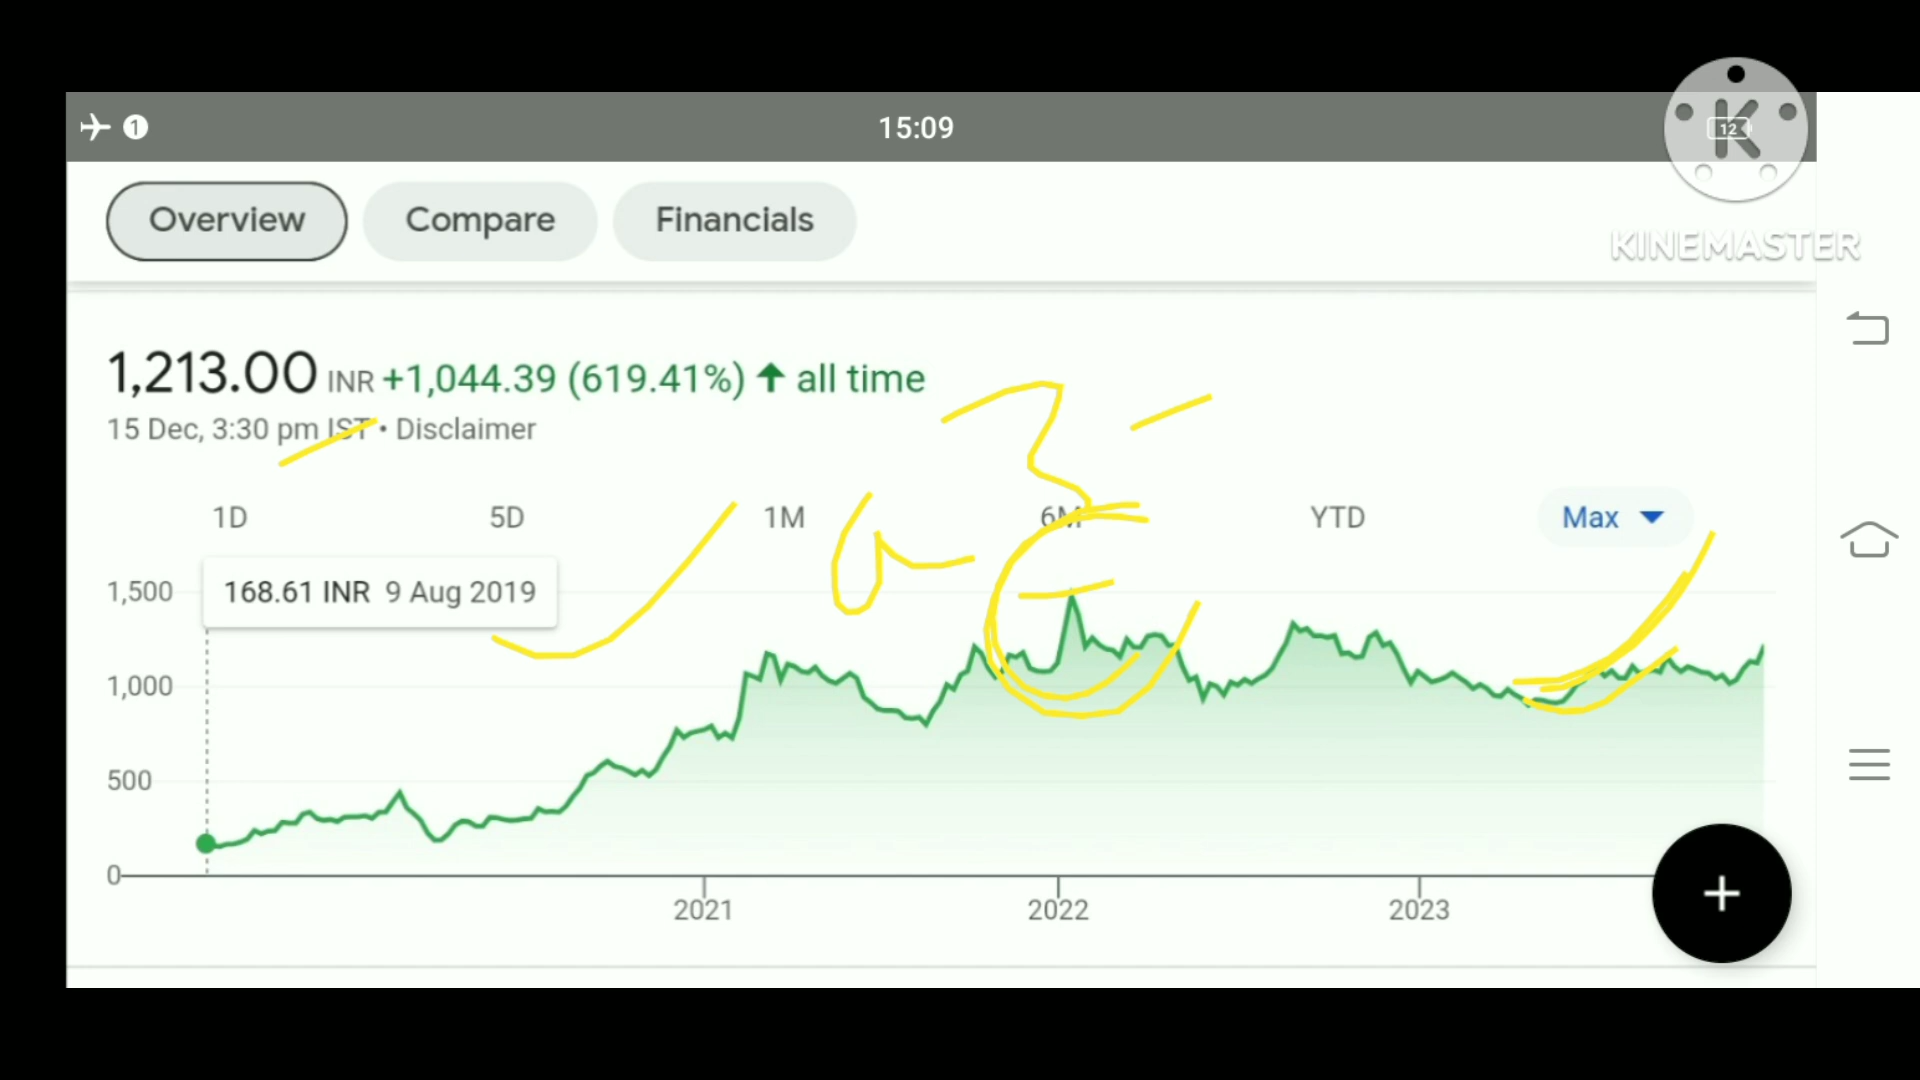 1
15:09
12
K
KINEMASTER
Overview Compare Financials
1,213.00 INR +1,044.39 (619.41%) ↑ all time
15 Dec, 3:30 pm IST • Disclaimer
1D 5D 1M 6M YTD Max
168.61 INR 9 Aug 2019
1,500
1,000
500
0
2021 2022 2023
+